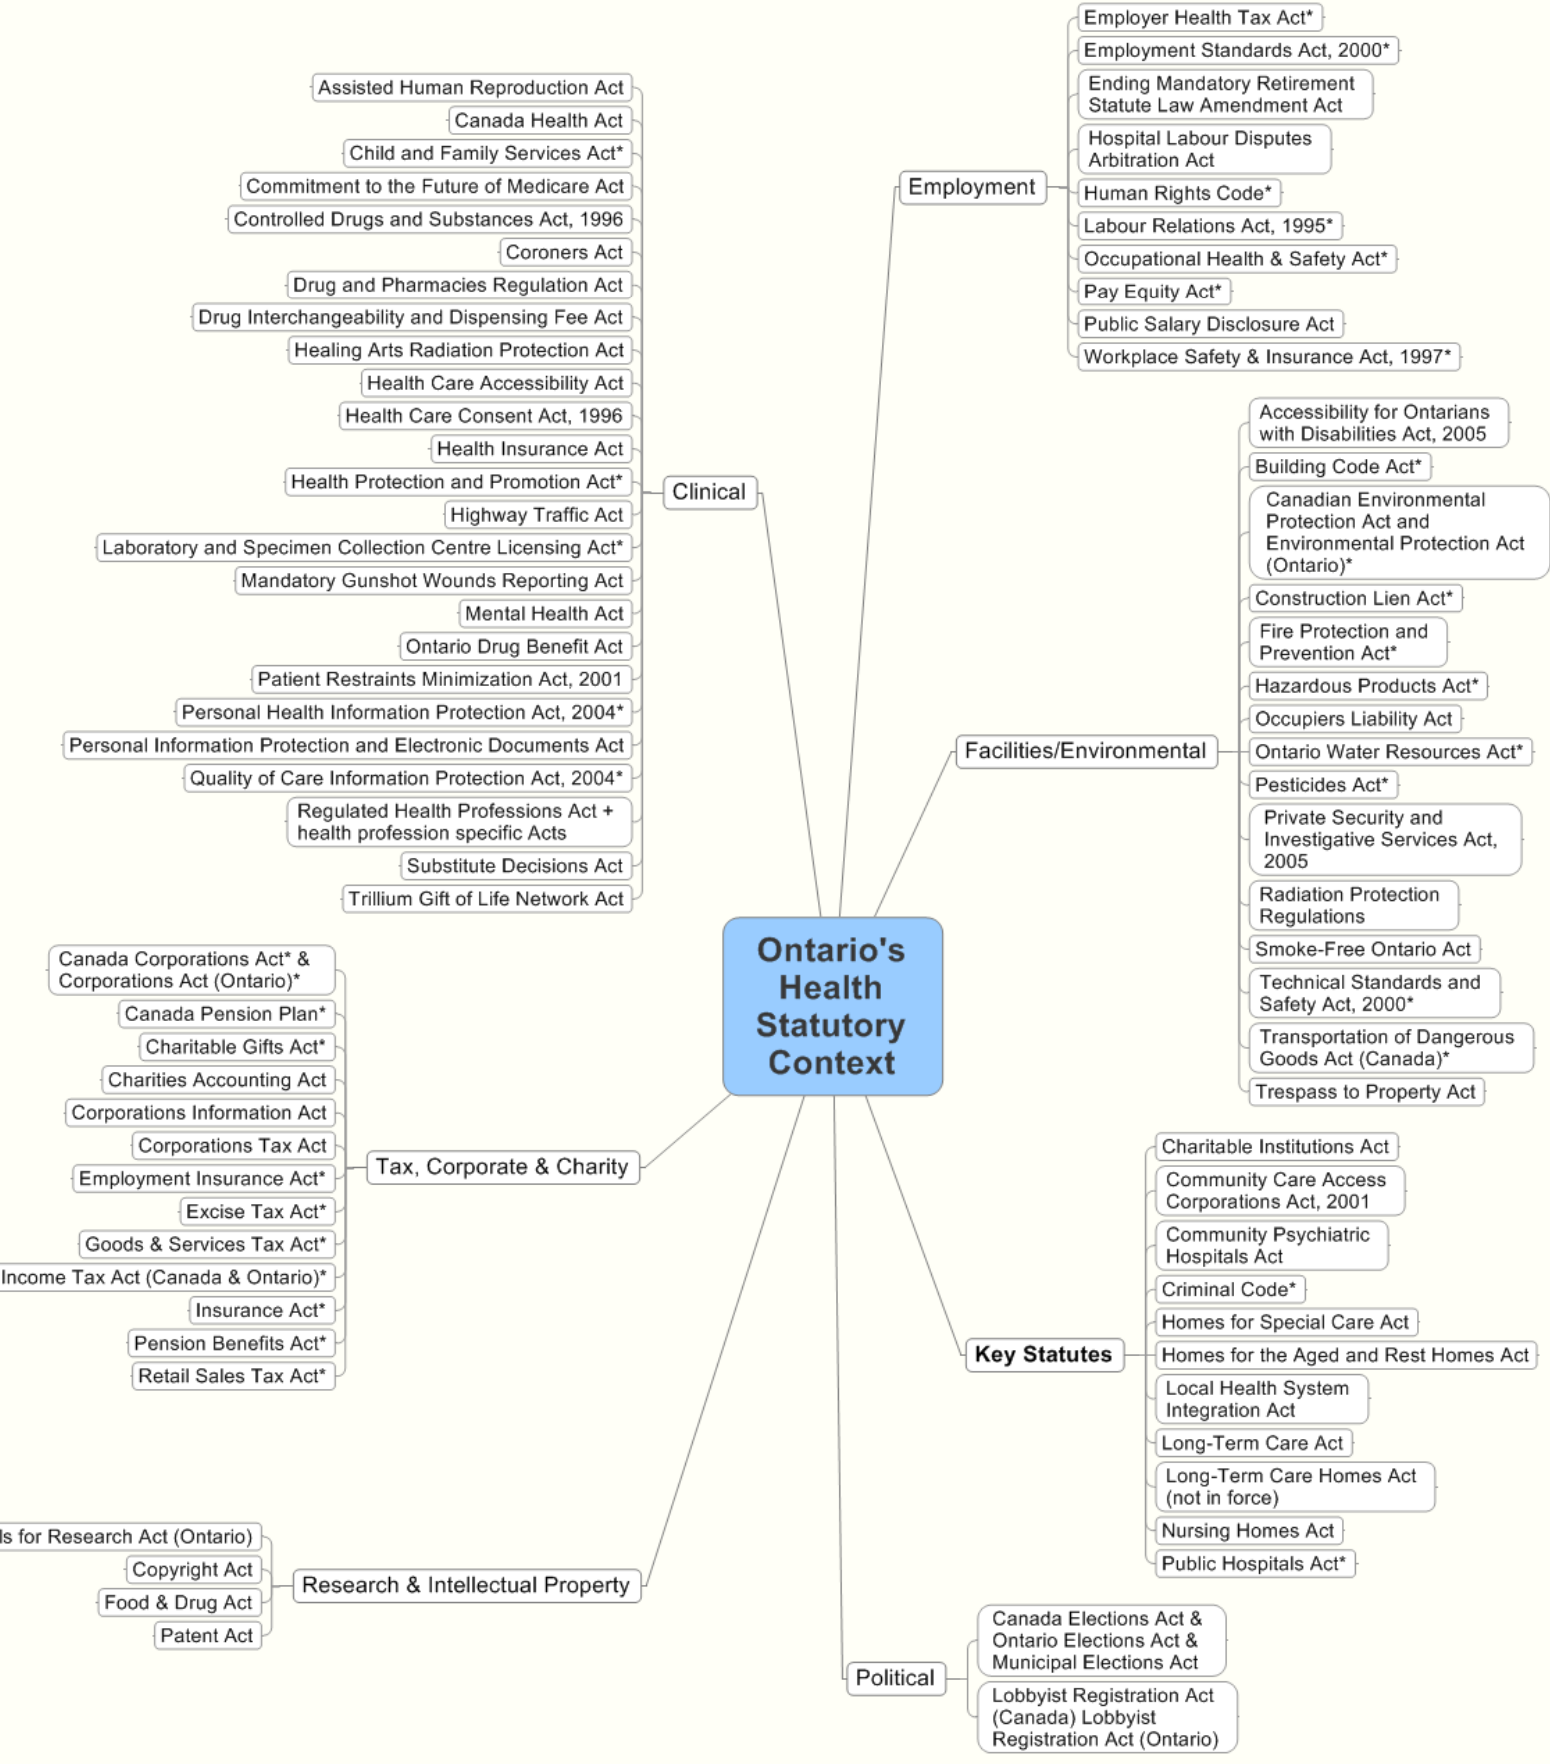 Ontario's
Health
Statutory
Context
Clinical
Assisted Human Reproduction Act
Canada Health Act
Child and Family Services Act*
Commitment to the Future of Medicare Act
Controlled Drugs and Substances Act, 1996
Coroners Act
Drug and Pharmacies Regulation Act
Drug Interchangeability and Dispensing Fee Act
Healing Arts Radiation Protection Act
Health Care Accessibility Act
Health Care Consent Act, 1996
Health Insurance Act
Health Protection and Promotion Act*
Highway Traffic Act
Laboratory and Specimen Collection Centre Licensing Act*
Mandatory Gunshot Wounds Reporting Act
Mental Health Act
Ontario Drug Benefit Act
Patient Restraints Minimization Act, 2001
Personal Health Information Protection Act, 2004*
Personal Information Protection and Electronic Documents Act
Quality of Care Information Protection Act, 2004*
Regulated Health Professions Act +
health profession specific Acts
Substitute Decisions Act
Trillium Gift of Life Network Act
Tax, Corporate & Charity
Canada Corporations Act* &
Corporations Act (Ontario)*
Canada Pension Plan*
Charitable Gifts Act*
Charities Accounting Act
Corporations Information Act
Corporations Tax Act
Employment Insurance Act*
Excise Tax Act*
Goods & Services Tax Act*
Income Tax Act (Canada & Ontario)*
Insurance Act*
Pension Benefits Act*
Retail Sales Tax Act*
Research & Intellectual Property
ls for Research Act (Ontario)
Copyright Act
Food & Drug Act
Patent Act
Employment
Employer Health Tax Act*
Employment Standards Act, 2000*
Ending Mandatory Retirement
Statute Law Amendment Act
Hospital Labour Disputes
Arbitration Act
Human Rights Code*
Labour Relations Act, 1995*
Occupational Health & Safety Act*
Pay Equity Act*
Public Salary Disclosure Act
Workplace Safety & Insurance Act, 1997*
Facilities/Environmental
Accessibility for Ontarians
with Disabilities Act, 2005
Building Code Act*
Canadian Environmental
Protection Act and
Environmental Protection Act
(Ontario)*
Construction Lien Act*
Fire Protection and
Prevention Act*
Hazardous Products Act*
Occupiers Liability Act
Ontario Water Resources Act*
Pesticides Act*
Private Security and
Investigative Services Act,
2005
Radiation Protection
Regulations
Smoke-Free Ontario Act
Technical Standards and
Safety Act, 2000*
Transportation of Dangerous
Goods Act (Canada)*
Trespass to Property Act
Key Statutes
Charitable Institutions Act
Community Care Access
Corporations Act, 2001
Community Psychiatric
Hospitals Act
Criminal Code*
Homes for Special Care Act
Homes for the Aged and Rest Homes Act
Local Health System
Integration Act
Long-Term Care Act
Long-Term Care Homes Act
(not in force)
Nursing Homes Act
Public Hospitals Act*
Political
Canada Elections Act &
Ontario Elections Act &
Municipal Elections Act
Lobbyist Registration Act
(Canada) Lobbyist
Registration Act (Ontario)